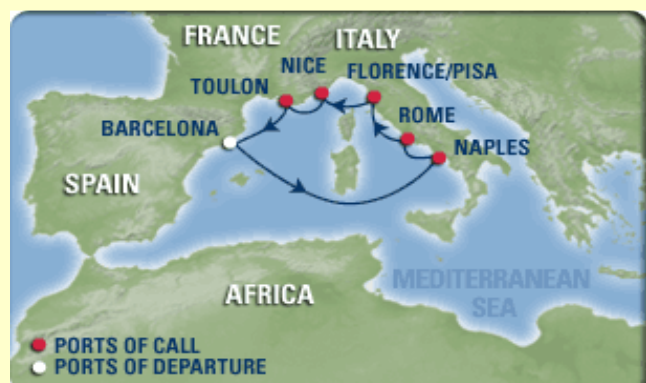 FRANCE
ITALY
NICE
FLORENCE/PISA
TOULON
ROME
BARCELONA
NAPLES
SPAIN
MEDITERRANEAN
SEA
AFRICA
PORTS OF CALL
PORTS OF DEPARTURE